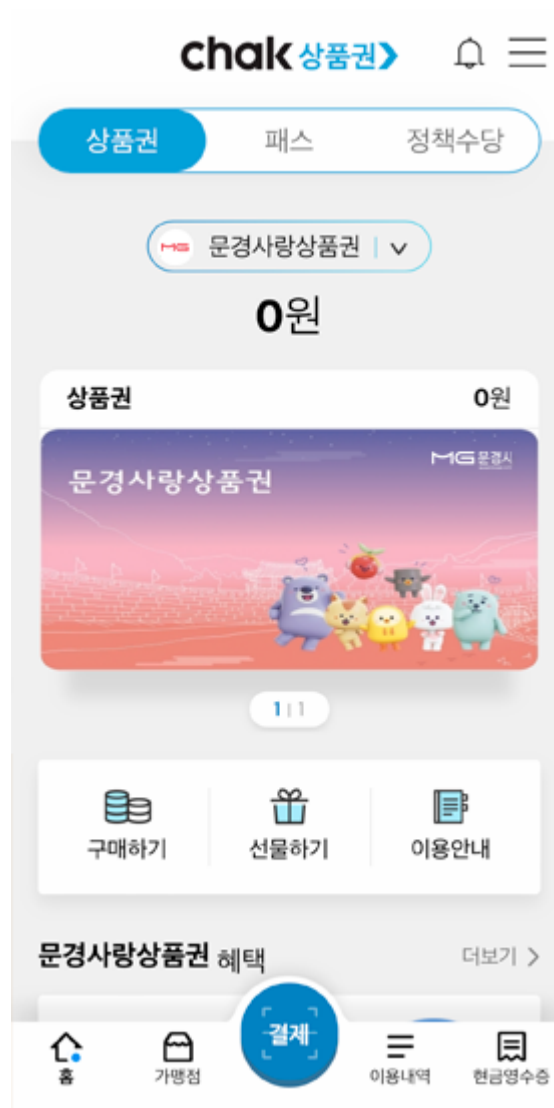 chak 상품권
상품권 패스 정책수당
MG 문경사랑상품권
0원
상품권 0원
문경사랑상품권 MG문경시
1 | 1
구매하기 선물하기 이용안내
문경사랑상품권 혜택 더보기
결제
홈 가맹점 이용내역 현금영수증